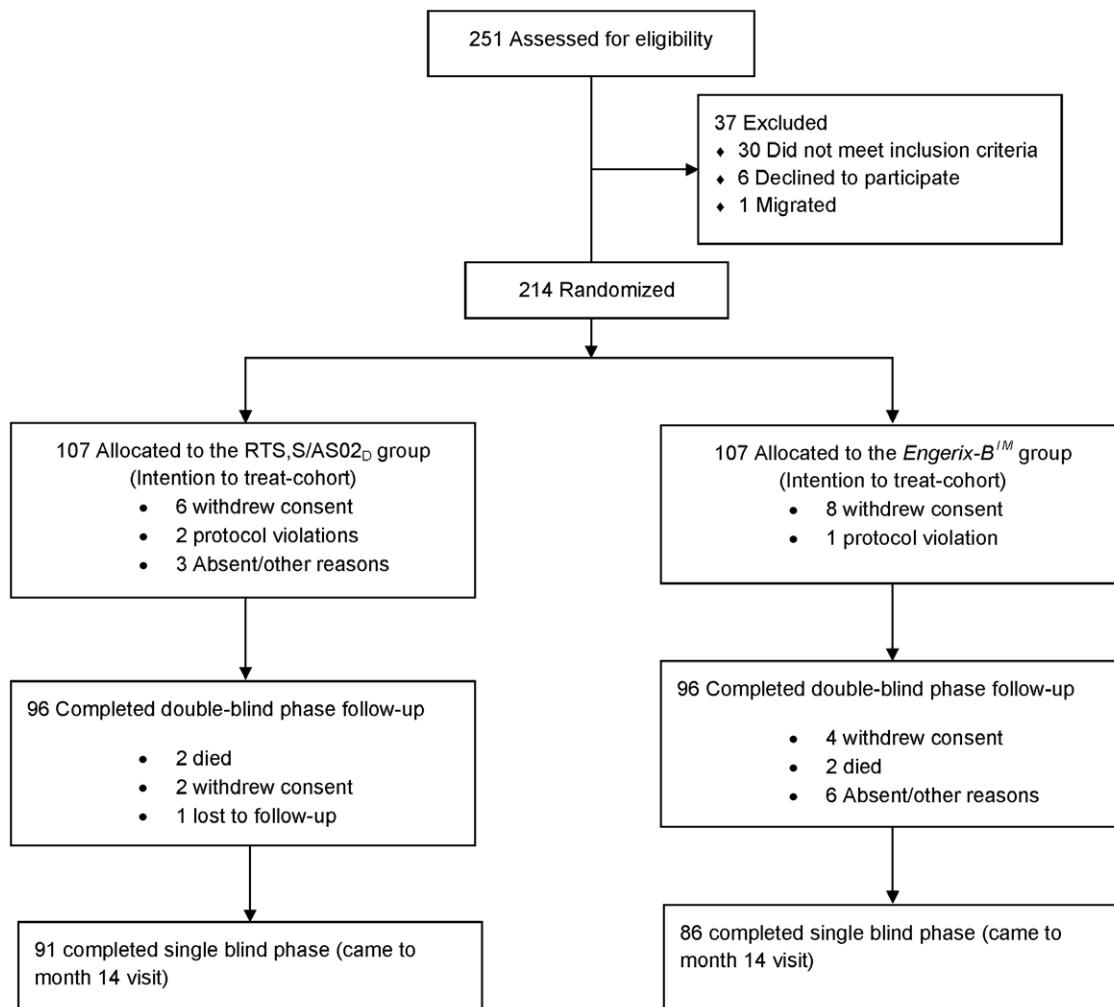 251 Assessed for eligibility
37 Excluded
♦ 30 Did not meet inclusion criteria
♦ 6 Declined to participate
♦ 1 Migrated
214 Randomized
107 Allocated to the RTS,S/AS02D group
(Intention to treat-cohort)
• 6 withdrew consent
• 2 protocol violations
• 3 Absent/other reasons
107 Allocated to the Engerix-B™ group
(Intention to treat-cohort)
• 8 withdrew consent
• 1 protocol violation
96 Completed double-blind phase follow-up
• 2 died
• 2 withdrew consent
• 1 lost to follow-up
96 Completed double-blind phase follow-up
• 4 withdrew consent
• 2 died
• 6 Absent/other reasons
91 completed single blind phase (came to
month 14 visit)
86 completed single blind phase (came to
month 14 visit)